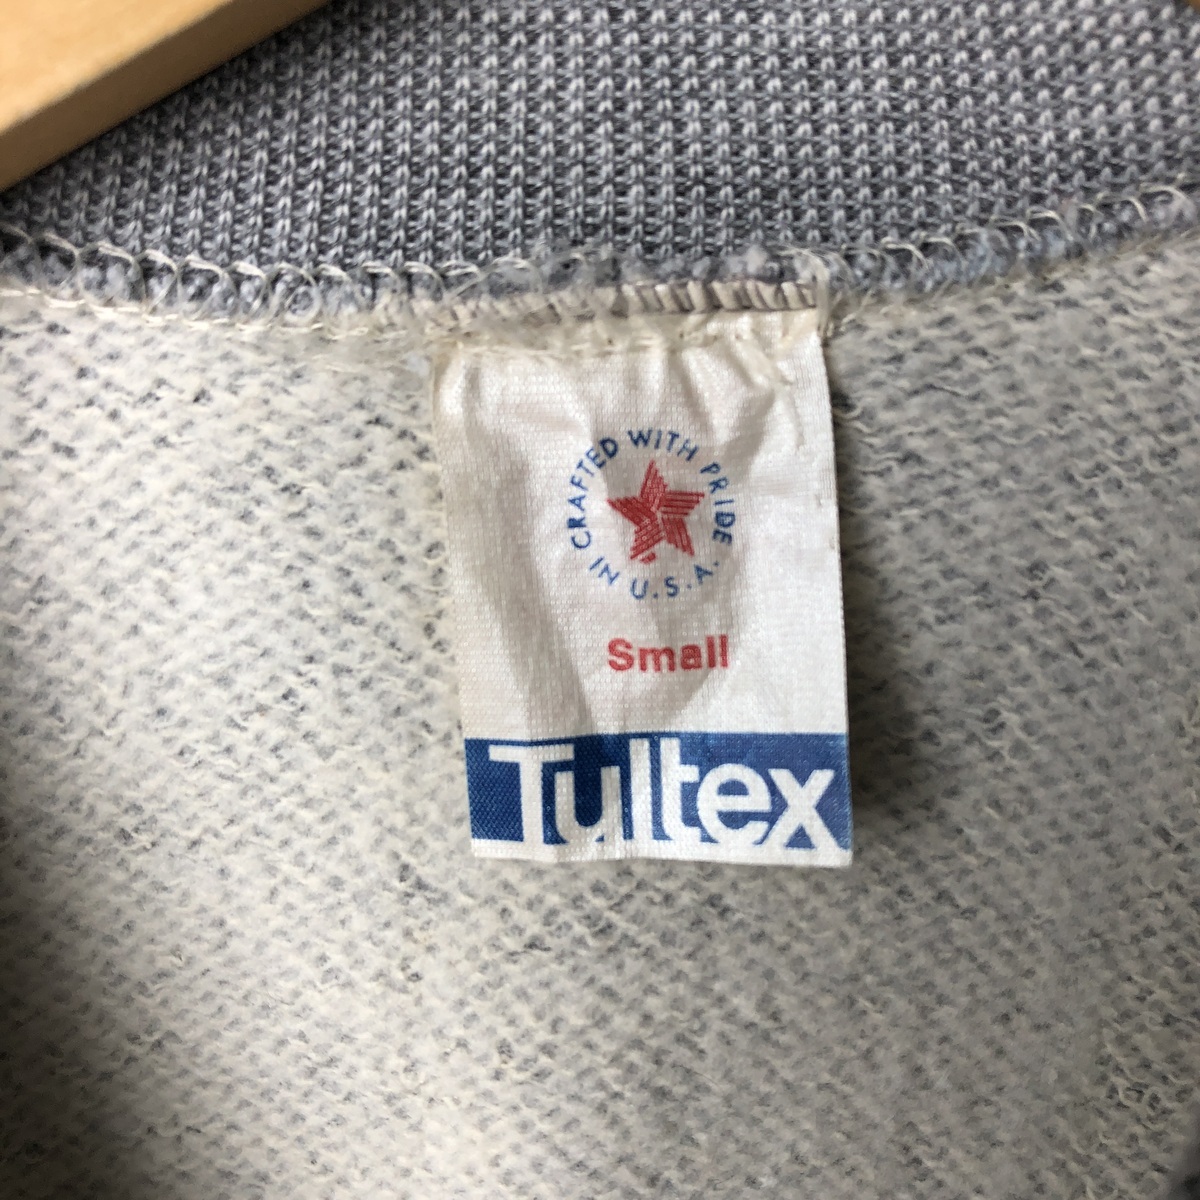 CRAFTED WITH PRIDE
IN U.S.A.
Small
Tultex